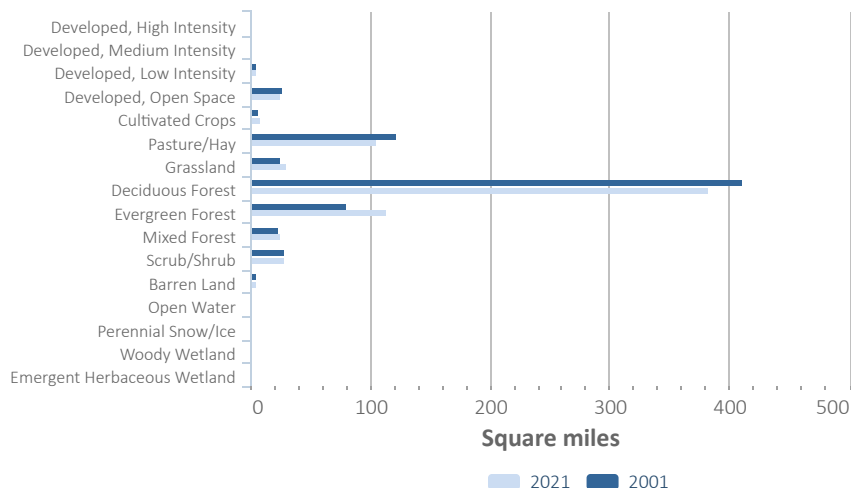 Developed, High Intensity
Developed, Medium Intensity
Developed, Low Intensity
Developed, Open Space
Cultivated Crops
Pasture/Hay
Grassland
Deciduous Forest
Evergreen Forest
Mixed Forest
Scrub/Shrub
Barren Land
Open Water
Perennial Snow/Ice
Woody Wetland
Emergent Herbaceous Wetland
0 100 200 300 400 500
Square miles
2021 2001